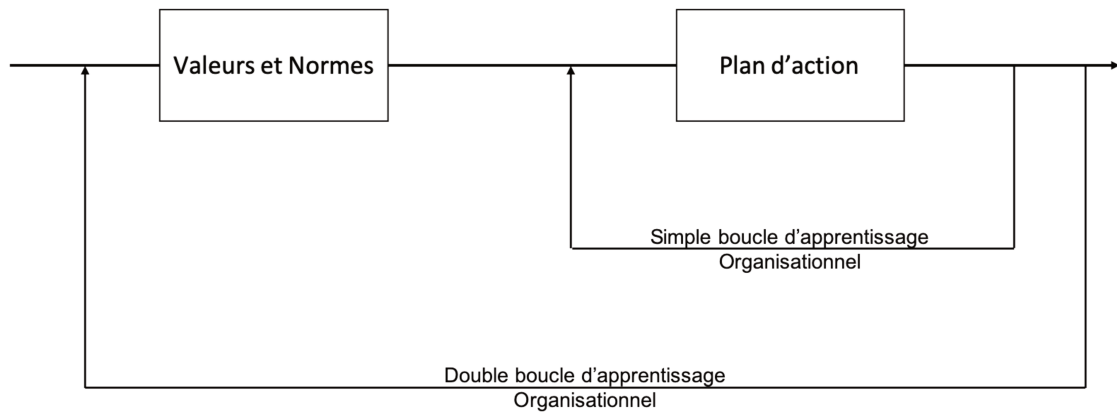 Valeurs et Normes
Plan d’action
Simple boucle d’apprentissage
Organisationnel
Double boucle d’apprentissage
Organisationnel